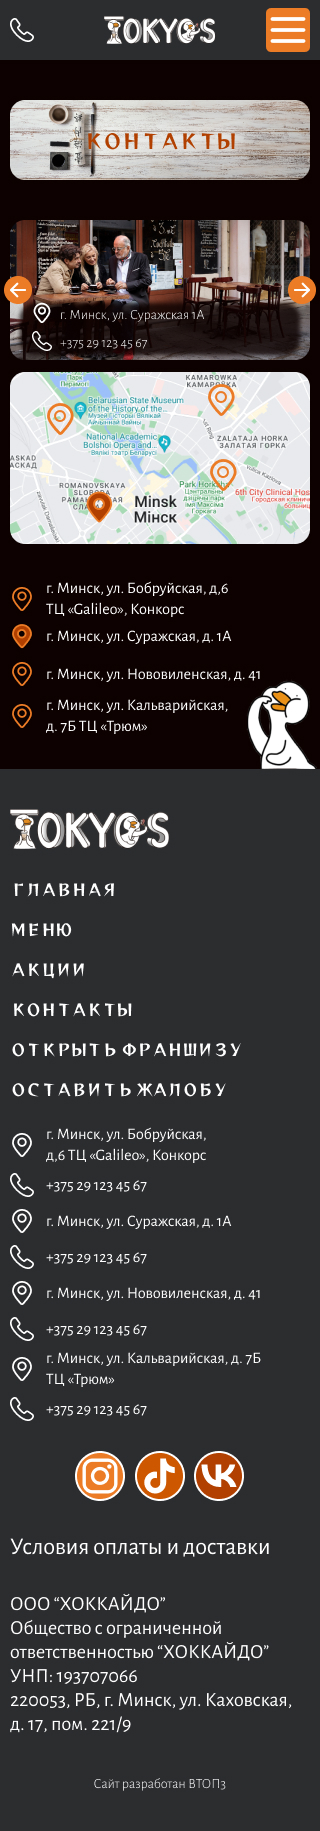 TOKYOS
КОНТАКТЫ
г. Минск, ул. Суражская 1А
+375 29 123 45 67
KAMAROWKA
КАМАРОЎКА
Belarusian State Museum
of the History of the...
National Academic
Bolshoi Opera and...
ZALATAJA HORKA
ЗАЛАТАЯ ГОРКА
ROMANOVSKAYA
SLOBODA
Minsk
Мінск
6th City Clinical Hos
г. Минск, ул. Бобруйская, д,6
ТЦ «Galileo», Конкорс
г. Минск, ул. Суражская, д. 1А
г. Минск, ул. Нововиленская, д. 41
г. Минск, ул. Кальварийская,
д. 7Б ТЦ «Трюм»
TOKYOS
ГЛАВНАЯ
МЕНЮ
АКЦИИ
КОНТАКТЫ
ОТКРЫТЬ ФРАНШИЗУ
ОСТАВИТЬ ЖАЛОБУ
г. Минск, ул. Бобруйская,
д,6 ТЦ «Galileo», Конкорс
+375 29 123 45 67
г. Минск, ул. Суражская, д. 1А
+375 29 123 45 67
г. Минск, ул. Нововиленская, д. 41
+375 29 123 45 67
г. Минск, ул. Кальварийская, д. 7Б
ТЦ «Трюм»
+375 29 123 45 67
Условия оплаты и доставки
ООО “ХОККАЙДО”
Общество с ограниченной
ответственностью “ХОККАЙДО”
УНП: 193707066
220053, РБ, г. Минск, ул. Каховская,
д. 17, пом. 221/9
Сайт разработан ВТОП3